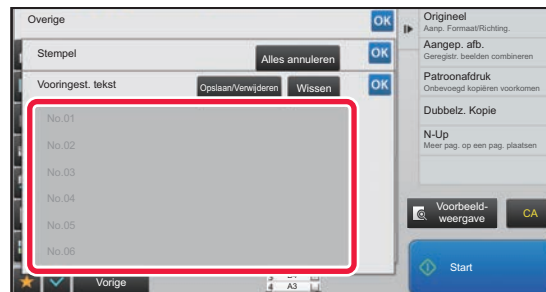 Overige
OK
Stempel
Alles annuleren
OK
Vooringest. tekst
Opslaan/Verwijderen
Wissen
OK
No.01
No.02
No.03
No.04
No.05
No.06
Vorige
4 A3
Origineel
Aanp. Formaat/Richting.
Aangep. afb.
Geregistr. beelden combineren
Patroonafdruk
Onbevoegd kopiëren voorkomen
Dubbelz. Kopie
N-Up
Meer pag. op een pag. plaatsen
Voorbeeld-
weergave
CA
Start